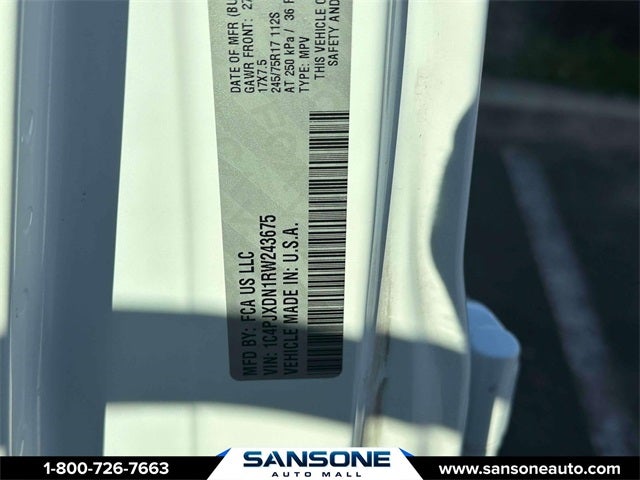 MFD BY: FCA US LLC
DATE OF MFR (BU
GAWR FRONT: 27
17X7.5
245/75R17 112S
AT 250 kPa / 36 P
TYPE: MPV
VIN: 1C4PJXDN1RW243675
VEHICLE MADE IN: U.S.A.
THIS VEHICLE
SAFETY AND
1-800-726-7663
SANSONE
AUTO MALL
www.sansoneauto.com